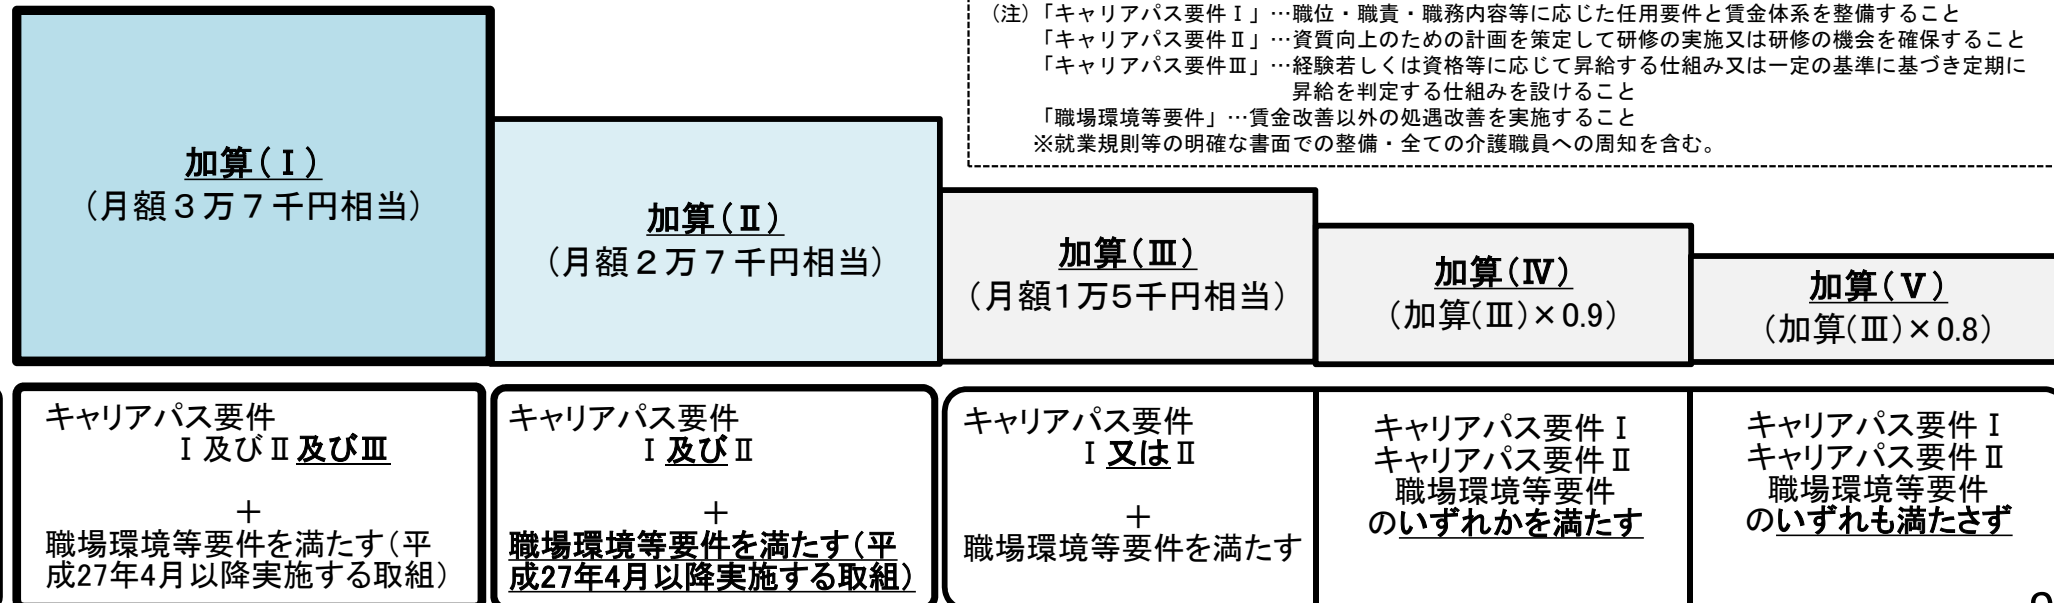 （注）「キャリアパス要件Ⅰ」…職位・職責・職務内容等に応じた任用要件と賃金体系を整備すること
「キャリアパス要件Ⅱ」…資質向上のための計画を策定して研修の実施又は研修の機会を確保すること
「キャリアパス要件Ⅲ」…経験若しくは資格等に応じて昇給する仕組み又は一定の基準に基づき定期に
昇給を判定する仕組みを設けること
「職場環境等要件」…賃金改善以外の処遇改善を実施すること
※就業規則等の明確な書面での整備・全ての介護職員への周知を含む。
加算(Ⅰ)
（月額３万７千円相当）
加算(Ⅱ)
（月額２万７千円相当）
加算(Ⅲ)
（月額1万5千円相当）
加算(Ⅳ)
（加算(Ⅲ)×0.9）
加算(Ⅴ)
（加算(Ⅲ)×0.8）
キャリアパス要件
Ⅰ及びⅡ及びⅢ
＋
職場環境等要件を満たす(平
成27年4月以降実施する取組)
キャリアパス要件
Ⅰ及びⅡ
＋
職場環境等要件を満たす(平
成27年4月以降実施する取組)
キャリアパス要件
Ⅰ又はⅡ
＋
職場環境等要件を満たす
キャリアパス要件Ⅰ
キャリアパス要件Ⅱ
職場環境等要件
のいずれかを満たす
キャリアパス要件Ⅰ
キャリアパス要件Ⅱ
職場環境等要件
のいずれも満たさず